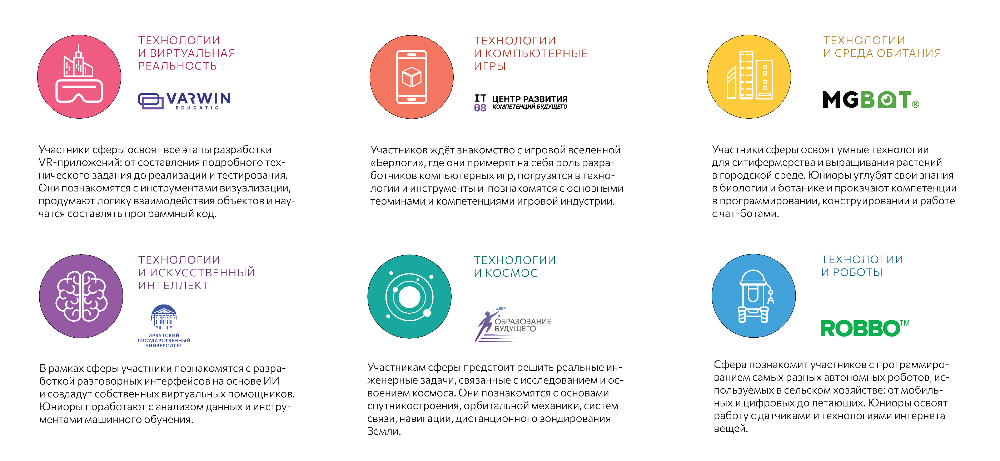 ТЕХНОЛОГИИ
И ВИРТУАЛЬНАЯ
РЕАЛЬНОСТЬ
VARWIN
EDUCATIO
Участники сферы освоят все этапы разработки
VR-приложений: от составления подробного тех-
нического задания до реализации и тестирования.
Они познакомятся с инструментами визуализации,
продумают логику взаимодействия объектов и нау-
чатся составлять программный код.
ТЕХНОЛОГИИ
И КОМПЬЮТЕРНЫЕ
ИГРЫ
IT ЦЕНТР РАЗВИТИЯ
08 КОМПЕТЕНЦИЙ БУДУЩЕГО
Участников ждёт знакомство с игровой вселенной
«Берлоги», где они примерят на себя роль разра-
ботчиков компьютерных игр, погрузятся в техно-
логии и инструменты и познакомятся с основными
терминами и компетенциями игровой индустрии.
ТЕХНОЛОГИИ
И СРЕДА ОБИТАНИЯ
MGBOT®
Участники сферы освоят умные технологии
для ситифермерства и выращивания растений
в городской среде. Юниоры углубят свои знания
в биологии и ботанике и прокачают компетенции
в программировании, конструировании и работе
с чат-ботами.
ТЕХНОЛОГИИ
И ИСКУССТВЕННЫЙ
ИНТЕЛЛЕКТ
ИРКУТСКИЙ
ГОСУДАРСТВЕННЫЙ
УНИВЕРСИТЕТ
В рамках сферы участники познакомятся с разра-
боткой разговорных интерфейсов на основе ИИ
и создадут собственных виртуальных помощников.
Юниоры поработают с анализом данных и инстру-
ментами машинного обучения.
ТЕХНОЛОГИИ
И КОСМОС
ОБРАЗОВАНИЕ
БУДУЩЕГО
Участникам сферы предстоит решить реальные ин-
женерные задачи, связанные с исследованием и ос-
воением космоса. Они познакомятся с основами
спутникостроения, орбитальной механики, систем
связи, навигации, дистанционного зондирования
Земли.
ТЕХНОЛОГИИ
И РОБОТЫ
ROBBO™
Сфера познакомит участников с программиро-
ванием самых разных автономных роботов, ис-
пользуемых в сельском хозяйстве: от мобиль-
ных и цифровых до летающих. Юниоры освоят
работу с датчиками и технологиями интернета
вещей.